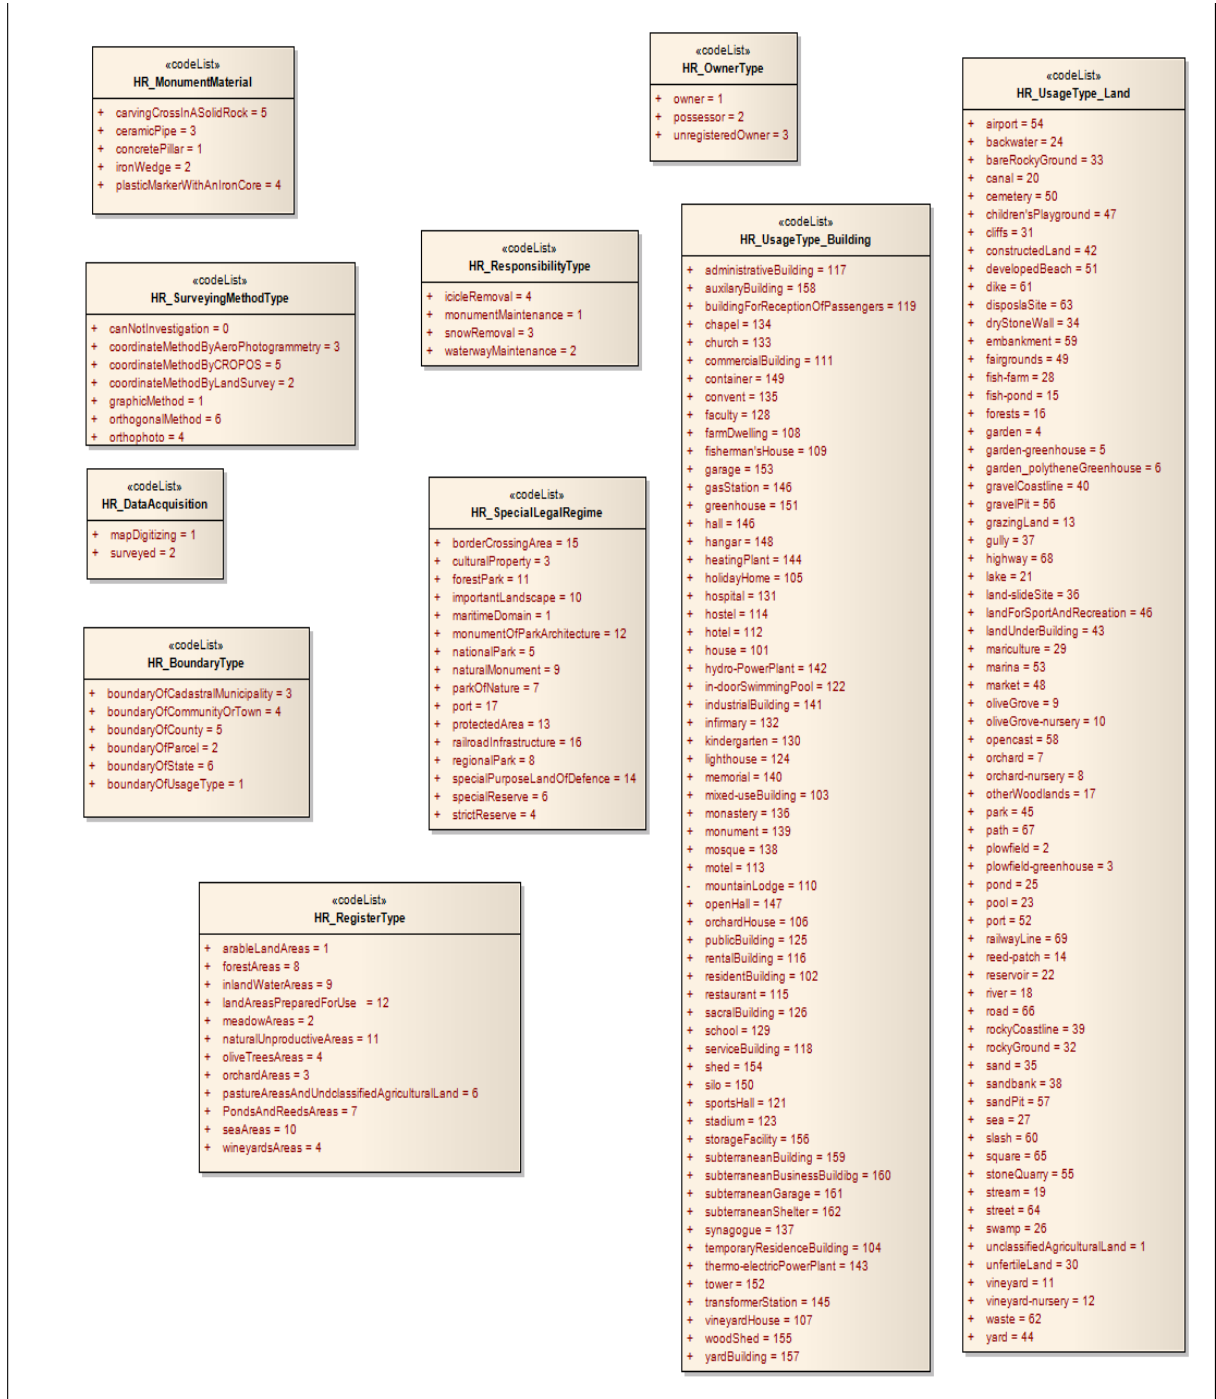 «codeList»
HR_MonumentMaterial
+ carvingCrossInASolidRock = 5
+ ceramicPipe = 3
+ concretePillar = 1
+ ironWedge = 2
+ plasticMarkerWithAnIronCore = 4
«codeList»
HR_OwnerType
+ owner = 1
+ possessor = 2
+ unregisteredOwner = 3
«codeList»
HR_SurveyingMethodType
+ canNotInvestigation = 0
+ coordinateMethodByAeroPhotogrammetry = 3
+ coordinateMethodByCROPOS = 5
+ coordinateMethodByLandSurvey = 2
+ graphicMethod = 1
+ orthogonalMethod = 6
+ orthophoto = 4
«codeList»
HR_ResponsibilityType
+ icicleRemoval = 4
+ monumentMaintenance = 1
+ snowRemoval = 3
+ waterwayMaintenance = 2
«codeList»
HR_DataAcquisition
+ mapDigitizing = 1
+ surveyed = 2
«codeList»
HR_SpecialLegalRegime
+ borderCrossingArea = 15
+ culturalProperty = 3
+ forestPark = 11
+ importantLandscape = 10
+ maritimeDomain = 1
+ monumentOfParkArchitecture = 12
+ nationalPark = 5
+ naturalMonument = 9
+ parkOfNature = 7
+ port = 17
+ protectedArea = 13
+ railroadInfrastructure = 16
+ regionalPark = 8
+ specialPurposeLandOfDefence = 14
+ specialReserve = 6
+ strictReserve = 4
«codeList»
HR_BoundaryType
+ boundaryOfCadastralMunicipality = 3
+ boundaryOfCommunityOrTown = 4
+ boundaryOfCounty = 5
+ boundaryOfParcel = 2
+ boundaryOfState = 6
+ boundaryOfUsageType = 1
«codeList»
HR_RegisterType
+ arableLandAreas = 1
+ forestAreas = 8
+ inlandWaterAreas = 9
+ landAreasPreparedForUse = 12
+ meadowAreas = 2
+ naturalUnproductiveAreas = 11
+ oliveTreesAreas = 4
+ orchardAreas = 3
+ pastureAreasAndUndclassifiedAgriculturalLand = 6
+ PondsAndReedsAreas = 7
+ seaAreas = 10
+ wineyardsAreas = 4
«codeList»
HR_UsageType_Building
+ administrativeBuilding = 117
+ auxilaryBuilding = 158
+ buildingForReceptionOfPassengers = 119
+ chapel = 134
+ church = 133
+ commercialBuilding = 111
+ container = 149
+ convent = 135
+ faculty = 128
+ farmDwelling = 108
+ fisherman'sHouse = 109
+ garage = 153
+ gasStation = 146
+ greenhouse = 151
+ hall = 146
+ hangar = 148
+ heatingPlant = 144
+ holidayHome = 105
+ hospital = 131
+ hostel = 114
+ hotel = 112
+ house = 101
+ hydro-PowerPlant = 142
+ in-doorSwimmingPool = 122
+ industrialBuilding = 141
+ infirmary = 132
+ kindergarten = 130
+ lighthouse = 124
+ memorial = 140
+ mixed-useBuilding = 103
+ monastery = 136
+ monument = 139
+ mosque = 138
+ motel = 113
- mountainLodge = 110
+ openHall = 147
+ orchardHouse = 106
+ publicBuilding = 125
+ rentalBuilding = 116
+ residentBuilding = 102
+ restaurant = 115
+ sacralBuilding = 126
+ school = 129
+ serviceBuilding = 118
+ shed = 154
+ silo = 150
+ sportsHall = 121
+ stadium = 123
+ storageFacility = 156
+ subterraneanBuilding = 159
+ subterraneanBusinessBuildibg = 160
+ subterraneanGarage = 161
+ subterraneanShelter = 162
+ synagogue = 137
+ temporaryResidenceBuilding = 104
+ thermo-electricPowerPlant = 143
+ tower = 152
+ transformerStation = 145
+ vineyardHouse = 107
+ woodShed = 155
+ yardBuilding = 157
«codeList»
HR_UsageType_Land
+ airport = 54
+ backwater = 24
+ bareRockyGround = 33
+ canal = 20
+ cemetery = 50
+ children'sPlayground = 47
+ cliffs = 31
+ constructedLand = 42
+ developedBeach = 51
+ dike = 61
+ disposlaSite = 63
+ dryStoneWall = 34
+ embankment = 59
+ fairgrounds = 49
+ fish-farm = 28
+ fish-pond = 15
+ forests = 16
+ garden = 4
+ garden-greenhouse = 5
+ garden_polytheneGreenhouse = 6
+ gravelCoastline = 40
+ gravelPit = 56
+ grazingLand = 13
+ gully = 37
+ highway = 68
+ lake = 21
+ land-slideSite = 36
+ landForSportAndRecreation = 46
+ landUnderBuilding = 43
+ mariculture = 29
+ marina = 53
+ market = 48
+ oliveGrove = 9
+ oliveGrove-nursery = 10
+ opencast = 58
+ orchard = 7
+ orchard-nursery = 8
+ otherWoodlands = 17
+ park = 45
+ path = 67
+ plowfield = 2
+ plowfield-greenhouse = 3
+ pond = 25
+ pool = 23
+ port = 52
+ railwayLine = 69
+ reed-patch = 14
+ reservoir = 22
+ river = 18
+ road = 66
+ rockyCoastline = 39
+ rockyGround = 32
+ sand = 35
+ sandbank = 38
+ sandPit = 57
+ sea = 27
+ slash = 60
+ square = 65
+ stoneQuarry = 55
+ stream = 19
+ street = 64
+ swamp = 26
+ unclassifiedAgriculturalLand = 1
+ unfertileLand = 30
+ vineyard = 11
+ vineyard-nursery = 12
+ waste = 62
+ yard = 44